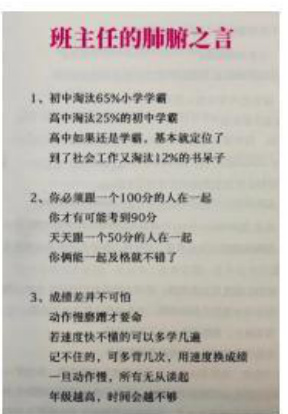 班主任的肺腑之言
1、初中淘汰65%小学学霸
高中淘汰25%的初中学霸
高中如果还是学霸，基本就定位了
到了社会工作又淘汰12%的书呆子
2、你必须跟一个100分的人在一起
你才有可能考到90分
天天跟一个50分的人在一起
你俩能一起及格就不错了
3、成绩差并不可怕
动作慢磨蹭才要命
若速度快不懂的可以多学几遍
记不住的，可多背几次，用速度换成绩
一旦动作慢，所有无从谈起
年级越高，时间会越不够